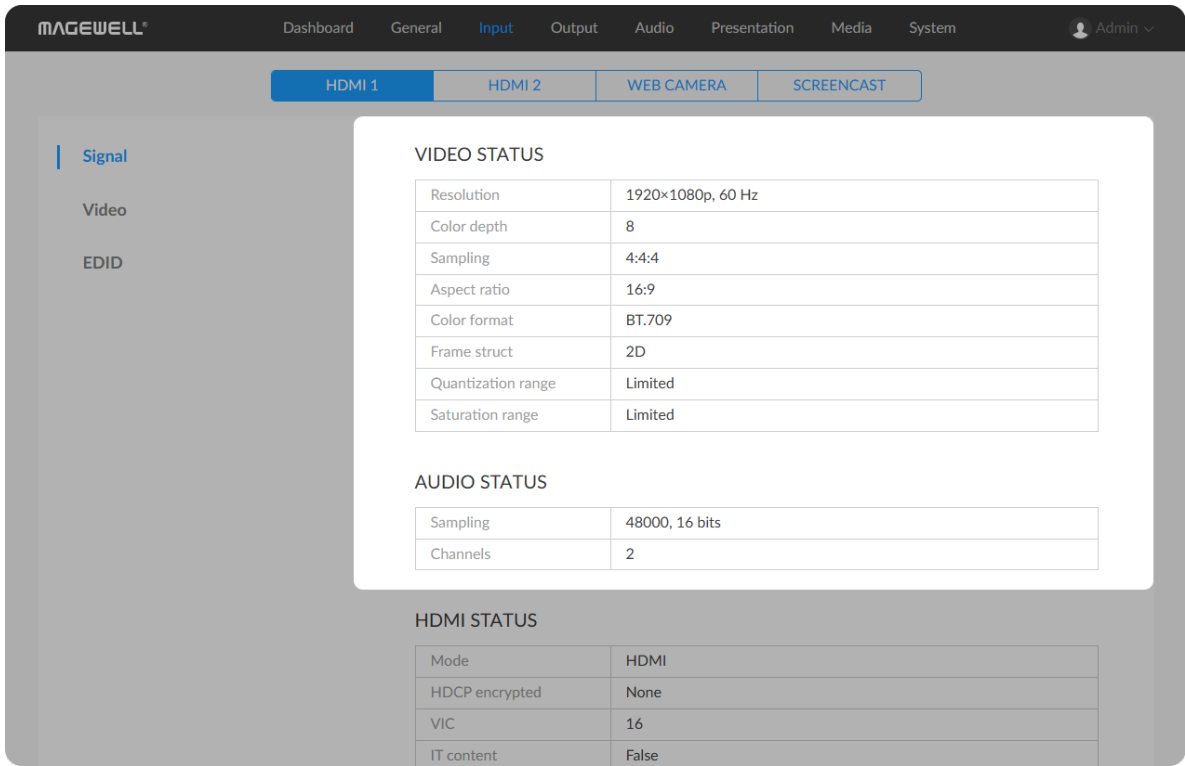 MAGEWELL®
Dashboard General Input Output Audio Presentation Media System Admin
HDMI 1 HDMI 2 WEB CAMERA SCREENCAST
Signal
Video
EDID
VIDEO STATUS
Resolution 1920×1080p, 60 Hz
Color depth 8
Sampling 4:4:4
Aspect ratio 16:9
Color format BT.709
Frame struct 2D
Quantization range Limited
Saturation range Limited
AUDIO STATUS
Sampling 48000, 16 bits
Channels 2
HDMI STATUS
Mode HDMI
HDCP encrypted None
VIC 16
IT content False